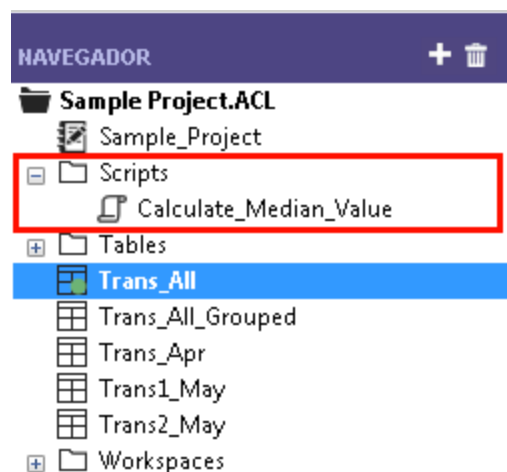 NAVEGADOR
Sample Project.ACL
Sample_Project
Scripts
Calculate_Median_Value
Tables
Trans_All
Trans_All_Grouped
Trans_Apr
Trans1_May
Trans2_May
Workspaces